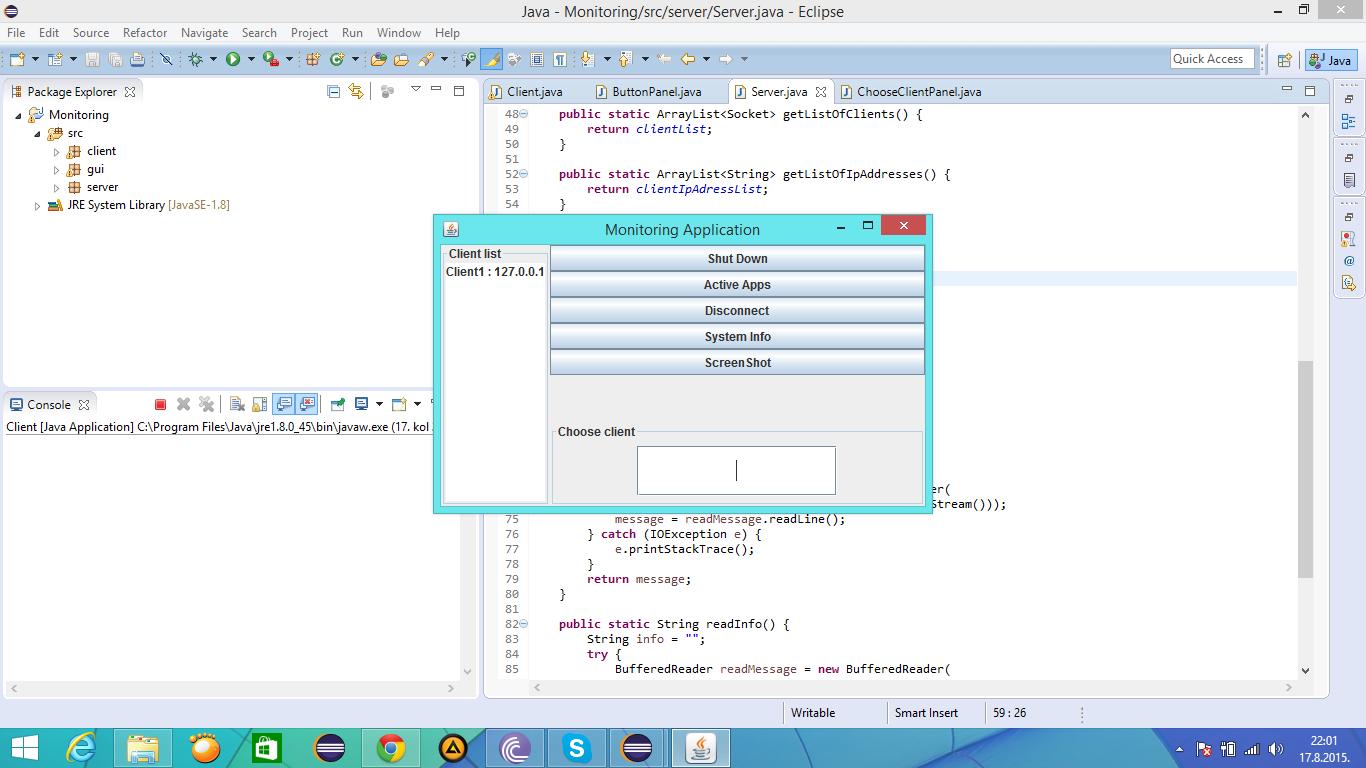 Java - Monitoring/src/server/Server.java - Eclipse
File Edit Source Refactor Navigate Search Project Run Window Help
Quick Access
Java
Package Explorer
Monitoring
src
client
gui
server
JRE System Library [JavaSE-1.8]
Console
Client [Java Application] C:\Program Files\Java\jre1.8.0_45\bin\javaw.exe (17. kol
Client.java ButtonPanel.java Server.java ChooseClientPanel.java
48 public static ArrayList<Socket> getListOfClients() {
49 return clientList;
50 }
51
52 public static ArrayList<String> getListOfIpAddresses() {
53 return clientIpAdressList;
54 }
Monitoring Application
Client list
Client1 : 127.0.0.1
Shut Down
Active Apps
Disconnect
System Info
ScreenShot
Choose client
er(
Stream()));
75 message = readMessage.readLine();
76 } catch (IOException e) {
77 e.printStackTrace();
78 }
79 return message;
80 }
81
82 public static String readInfo() {
83 String info = "";
84 try {
85 BufferedReader readMessage = new BufferedReader(
Writable Smart Insert 59 : 26
22:01
17.8.2015.